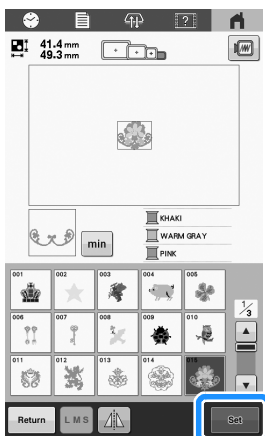 ?
41.4 mm
49.3 mm
KHAKI
WARM GRAY
min
PINK
001 002 003 004 005
1/3
006 007 008 009 010
011 012 013 014 015
Return L M S Set